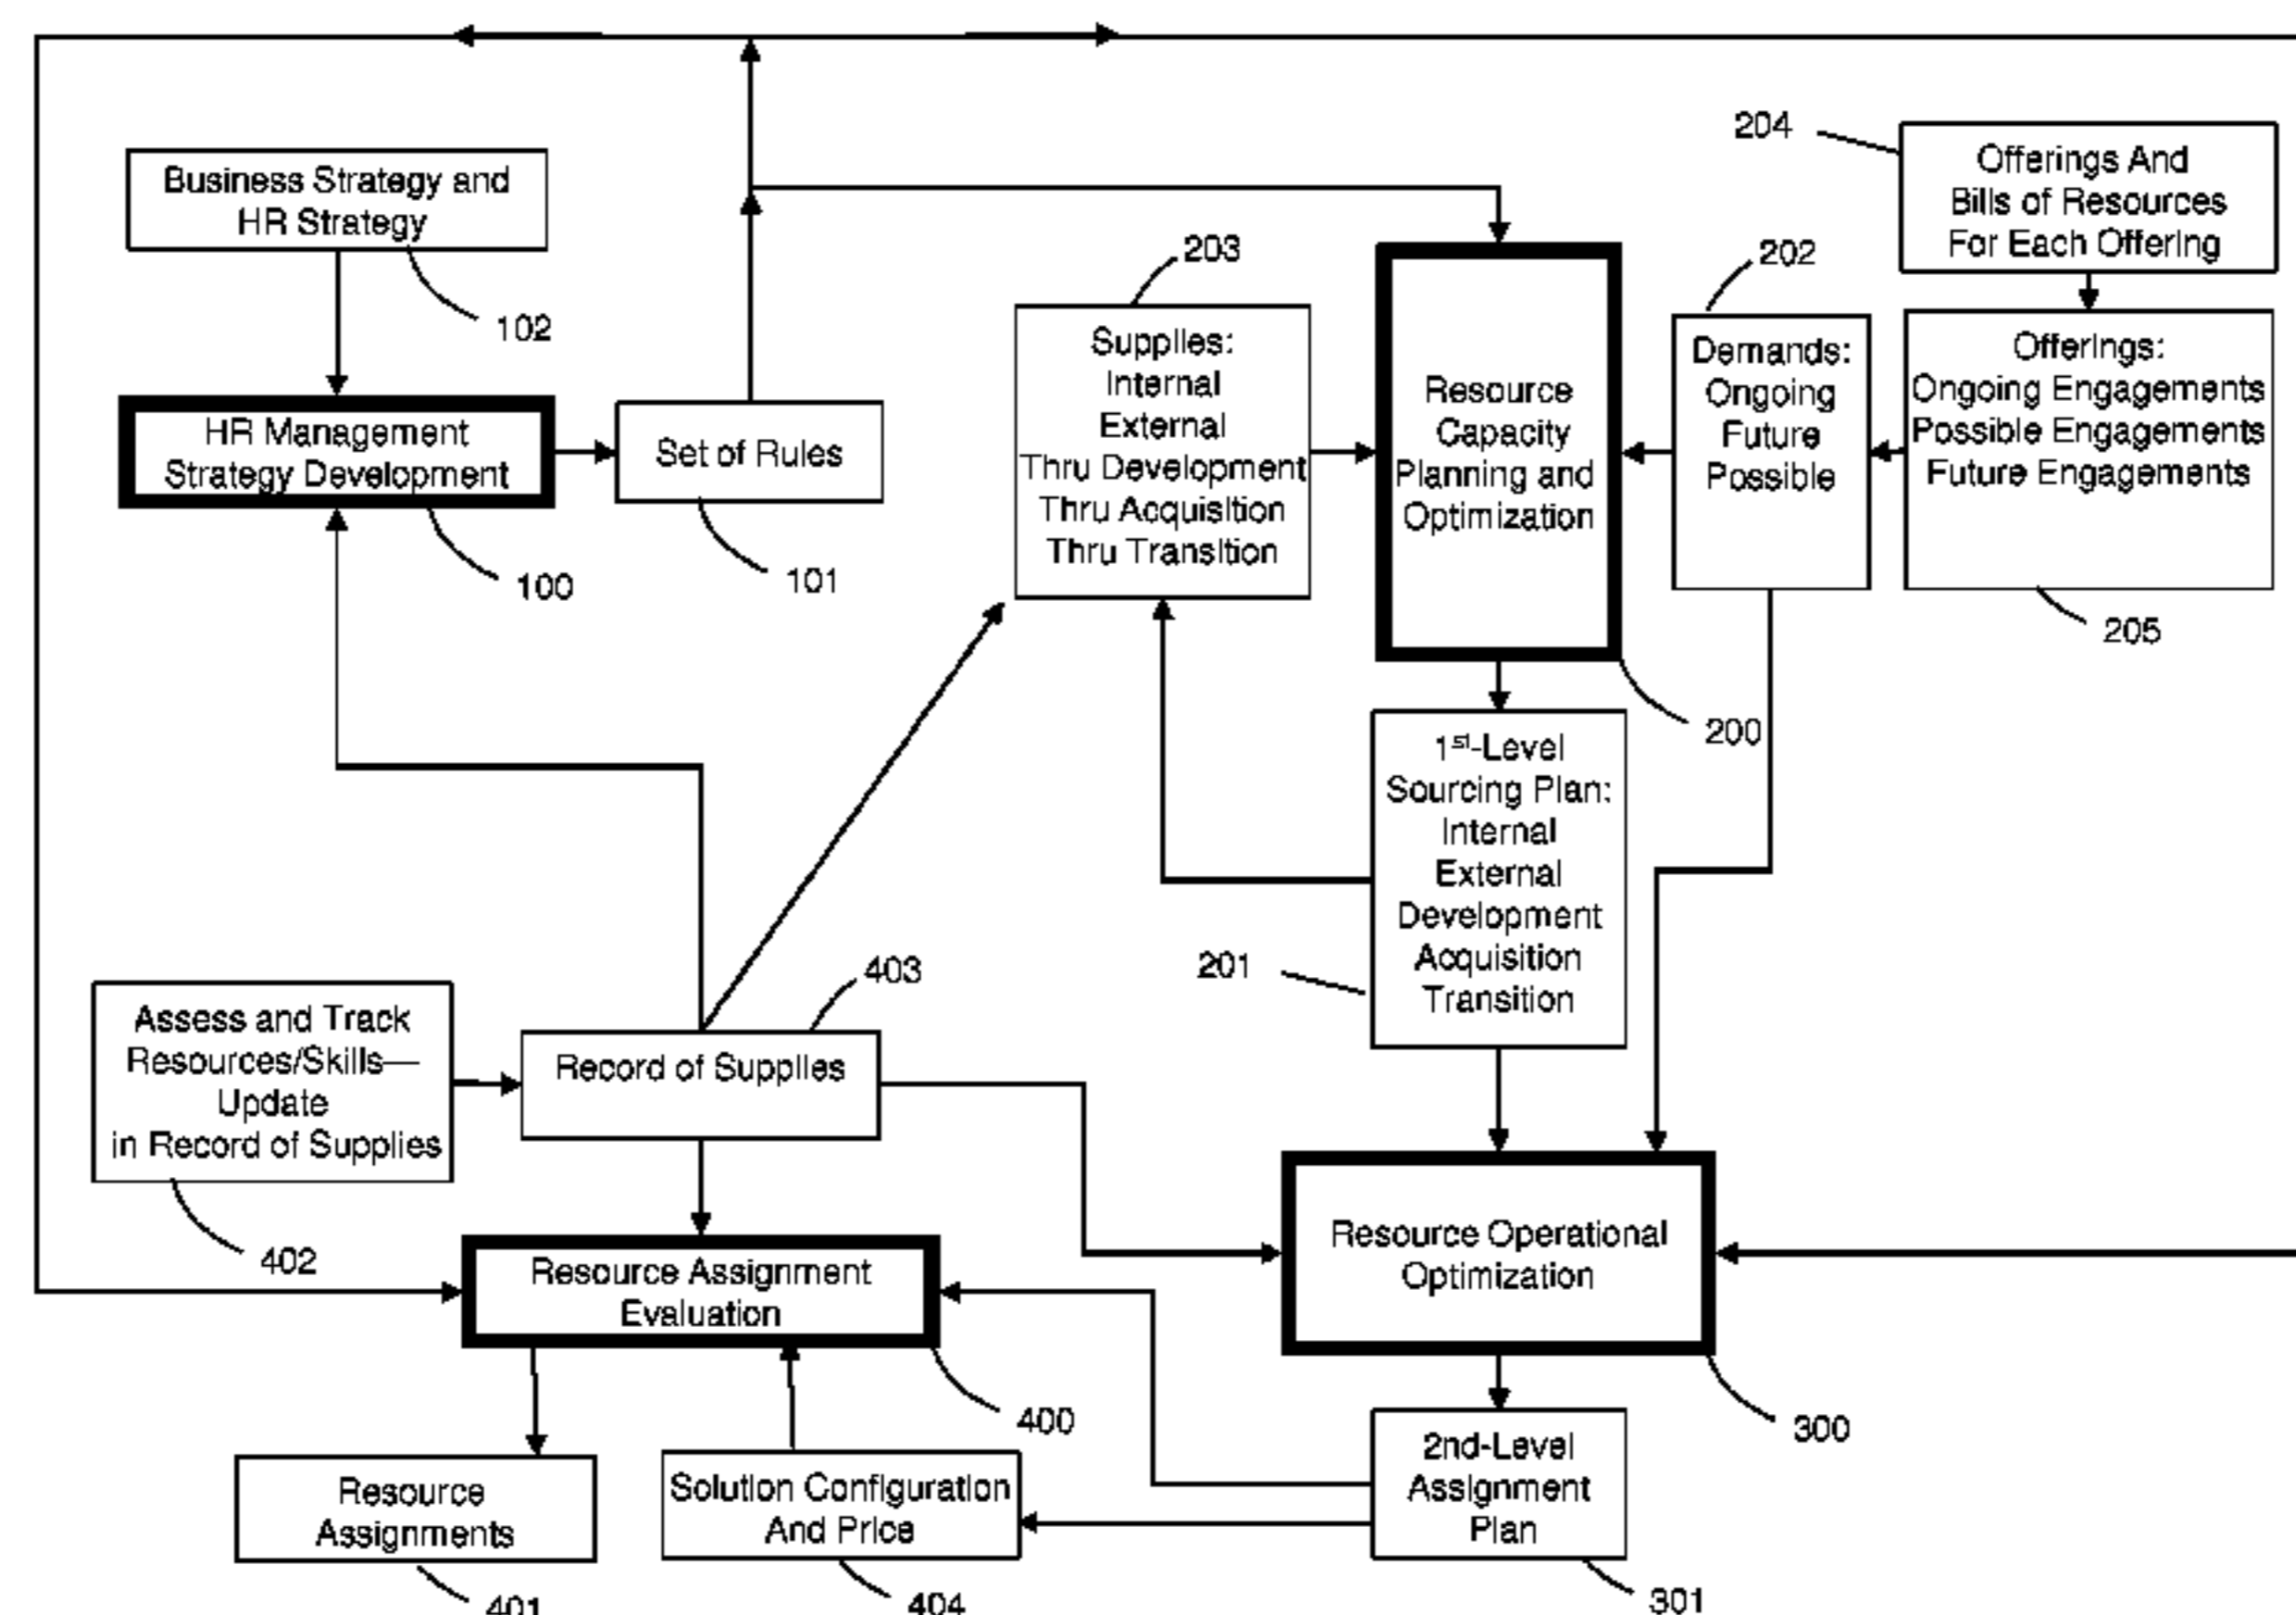 204
Offerings And
Bills of Resources
For Each Offering
Business Strategy and
HR Strategy
102
203
202
Supplies:
Internal
External
Thru Development
Thru Acquisition
Thru Transition
Resource
Capacity
Planning and
Optimization
Demands:
Ongoing
Future
Possible
Offerings:
Ongoing Engagements
Possible Engagements
Future Engagements
205
HR Management
Strategy Development
100
Set of Rules
101
200
1st-Level
Sourcing Plan:
Internal
External
Development
Acquisition
Transition
201
403
Assess and Track
Resources/Skills—
Update
in Record of Supplies
402
Record of Supplies
Resource Assignment
Evaluation
400
Resource Operational
Optimization
300
Resource
Assignments
401
Solution Configuration
And Price
404
2nd-Level
Assignment
Plan
301